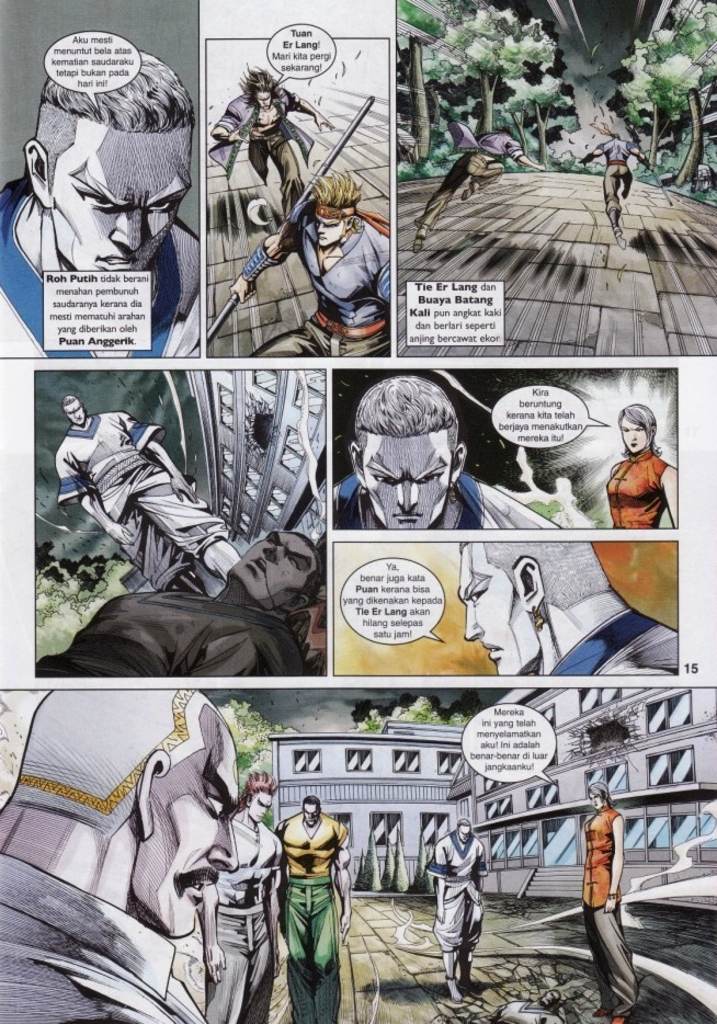 Aku mesti
menuntut bela atas
kematian saudaraku
tetapi bukan pada
hari ini!
Roh Putih tidak berani
menahan pembunuh
saudaranya kerana dia
mesti mematuhi arahan
yang diberikan oleh
Puan Anggerik.
Tuan
Er Lang!
Mari kita pergi
sekarang!
Tie Er Lang dan
Buaya Batang
Kali pun angkat kaki
dan berlari seperti
anjing bercawat ekor.
Kira
beruntung
kerana kita telah
berjaya menakutkan
mereka itu!
Ya,
benar juga kata
Puan kerana bisa
yang dikenakan kepada
Tie Er Lang akan
hilang selepas
satu jam!
15
Mereka
ini yang telah
menyelamatkan
aku! Ini adalah
benar-benar di luar
jangkaanku!